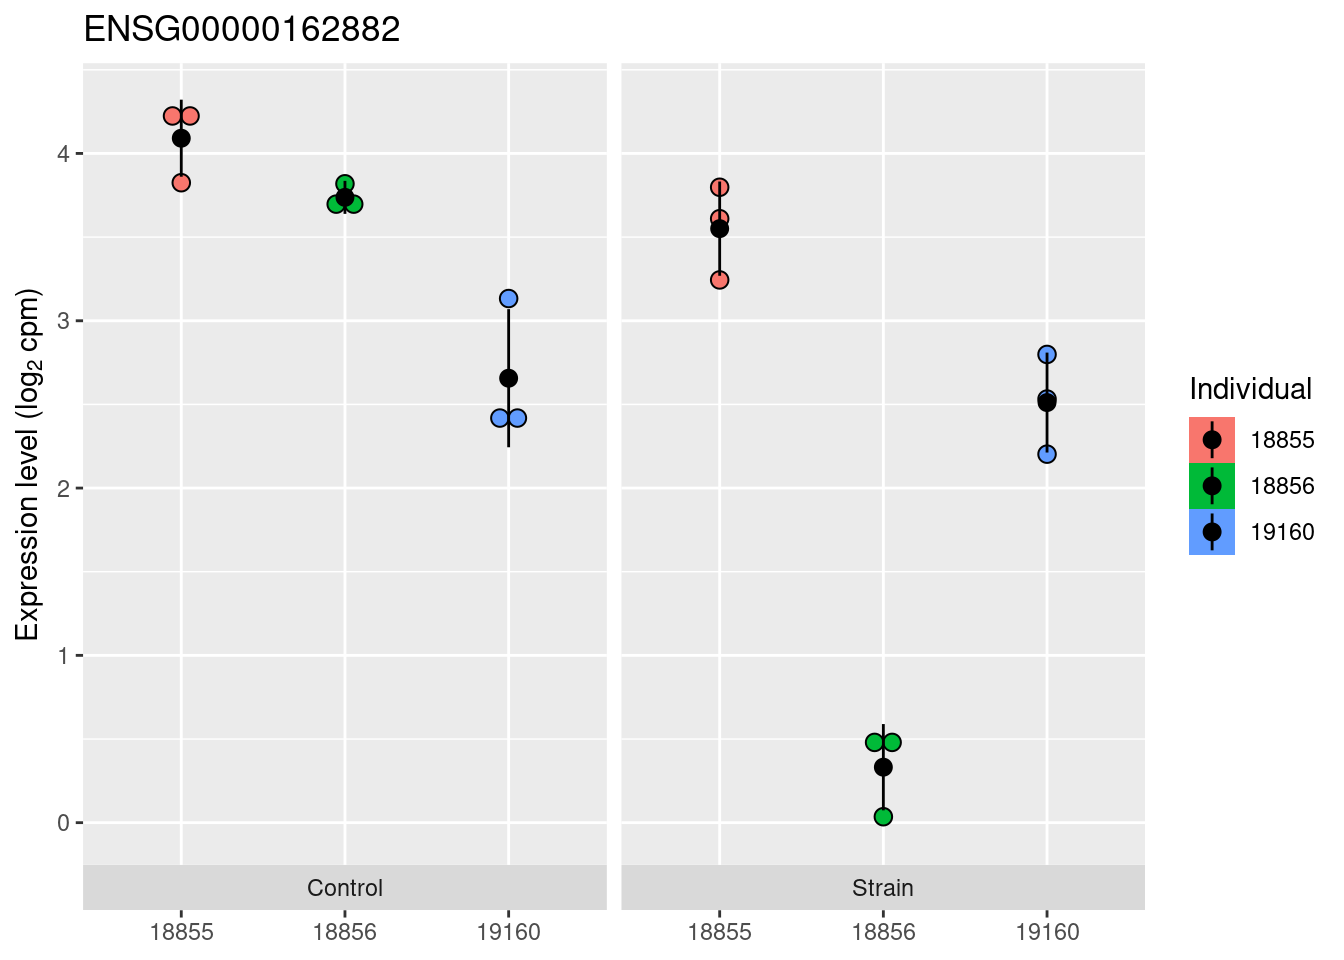 ENSG00000162882
Expression level (log₂ cpm)
4
3
2
1
0
Control
Strain
18855
18856
19160
18855
18856
19160
Individual
18855
18856
19160